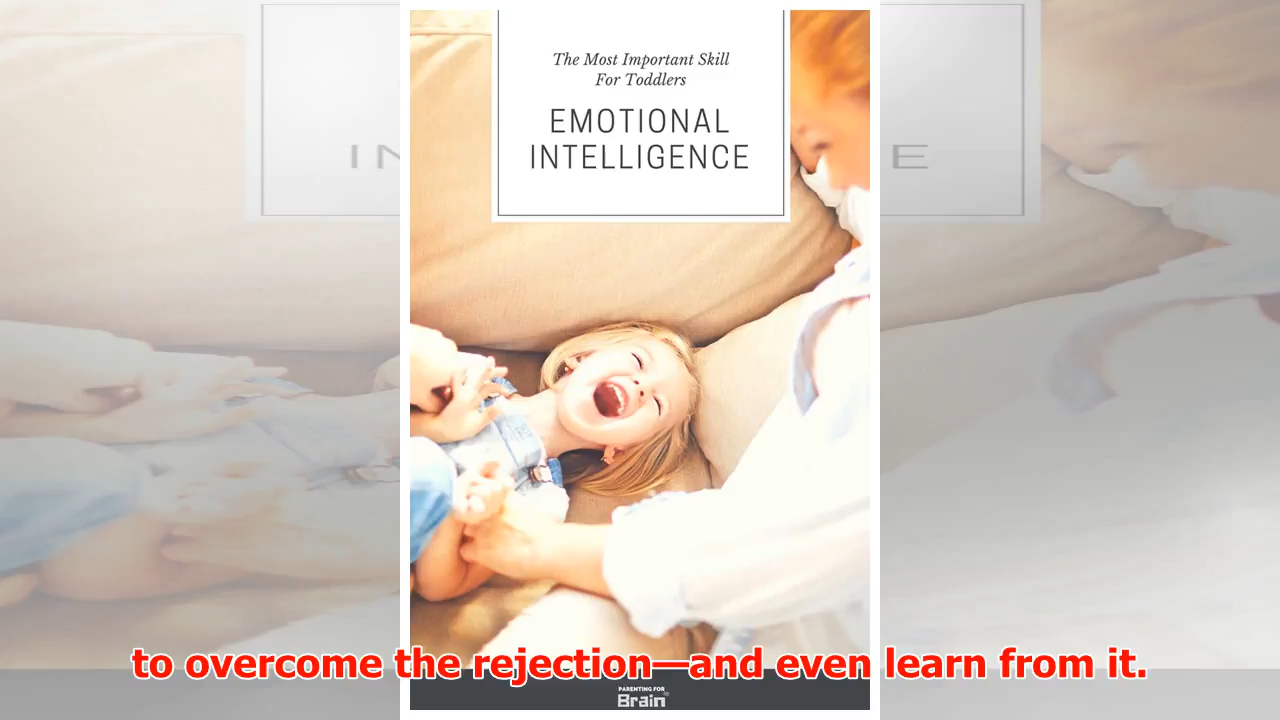 The Most Important Skill
For Toddlers
EMOTIONAL
INTELLIGENCE
IN
E
to overcome the rejection—and even learn from it.
PARENTING FOR
Brain